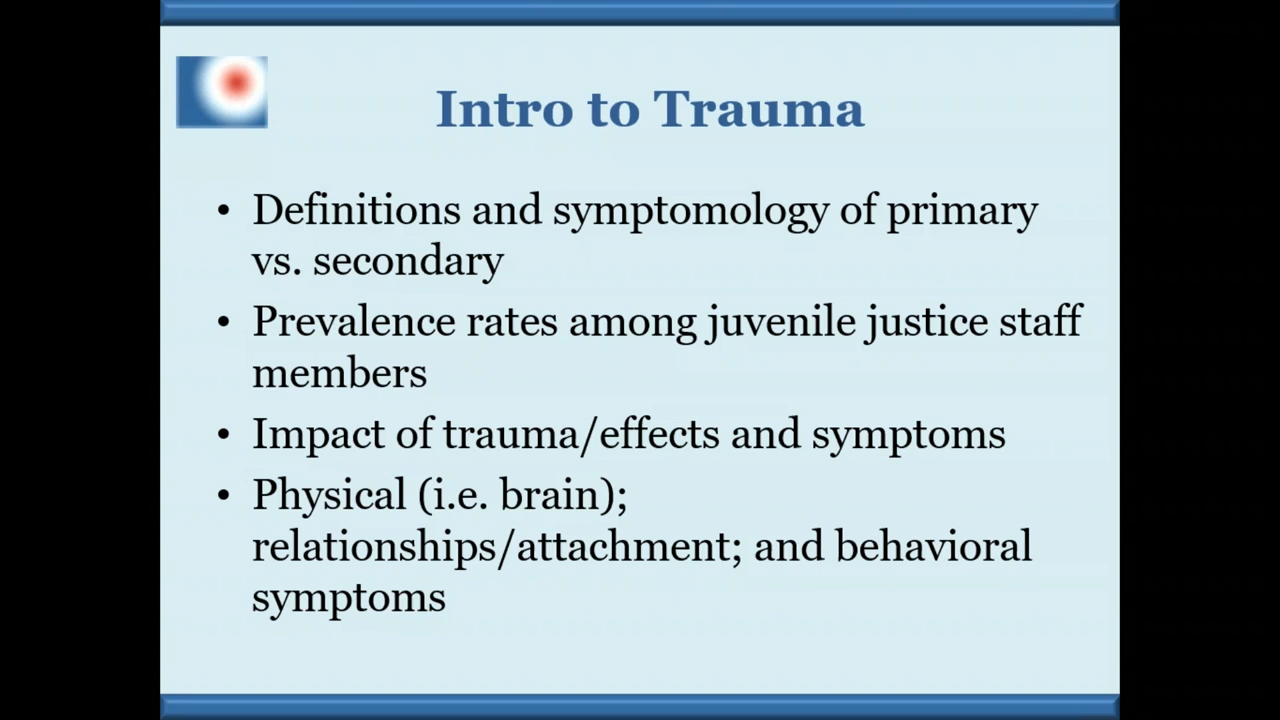 Intro to Trauma
• Definitions and symptomology of primary
vs. secondary
• Prevalence rates among juvenile justice staff
members
• Impact of trauma/effects and symptoms
• Physical (i.e. brain);
relationships/attachment; and behavioral
symptoms